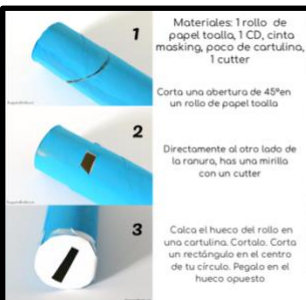 1
Materiales: 1 rollo de
papel toalla, 1 CD, cinta
masking, poco de cartulina,
1 cutter
Corta una abertura de 45°en
un rollo de papel toalla
2
Directamente al otro lado de
la ranura, has una mirilla
con un cutter
3
Calca el hueco del rollo en
una cartulina. Cortalo. Corta
un rectángulo en el centro
de tu círculo. Pegalo en el
hueco opuesto